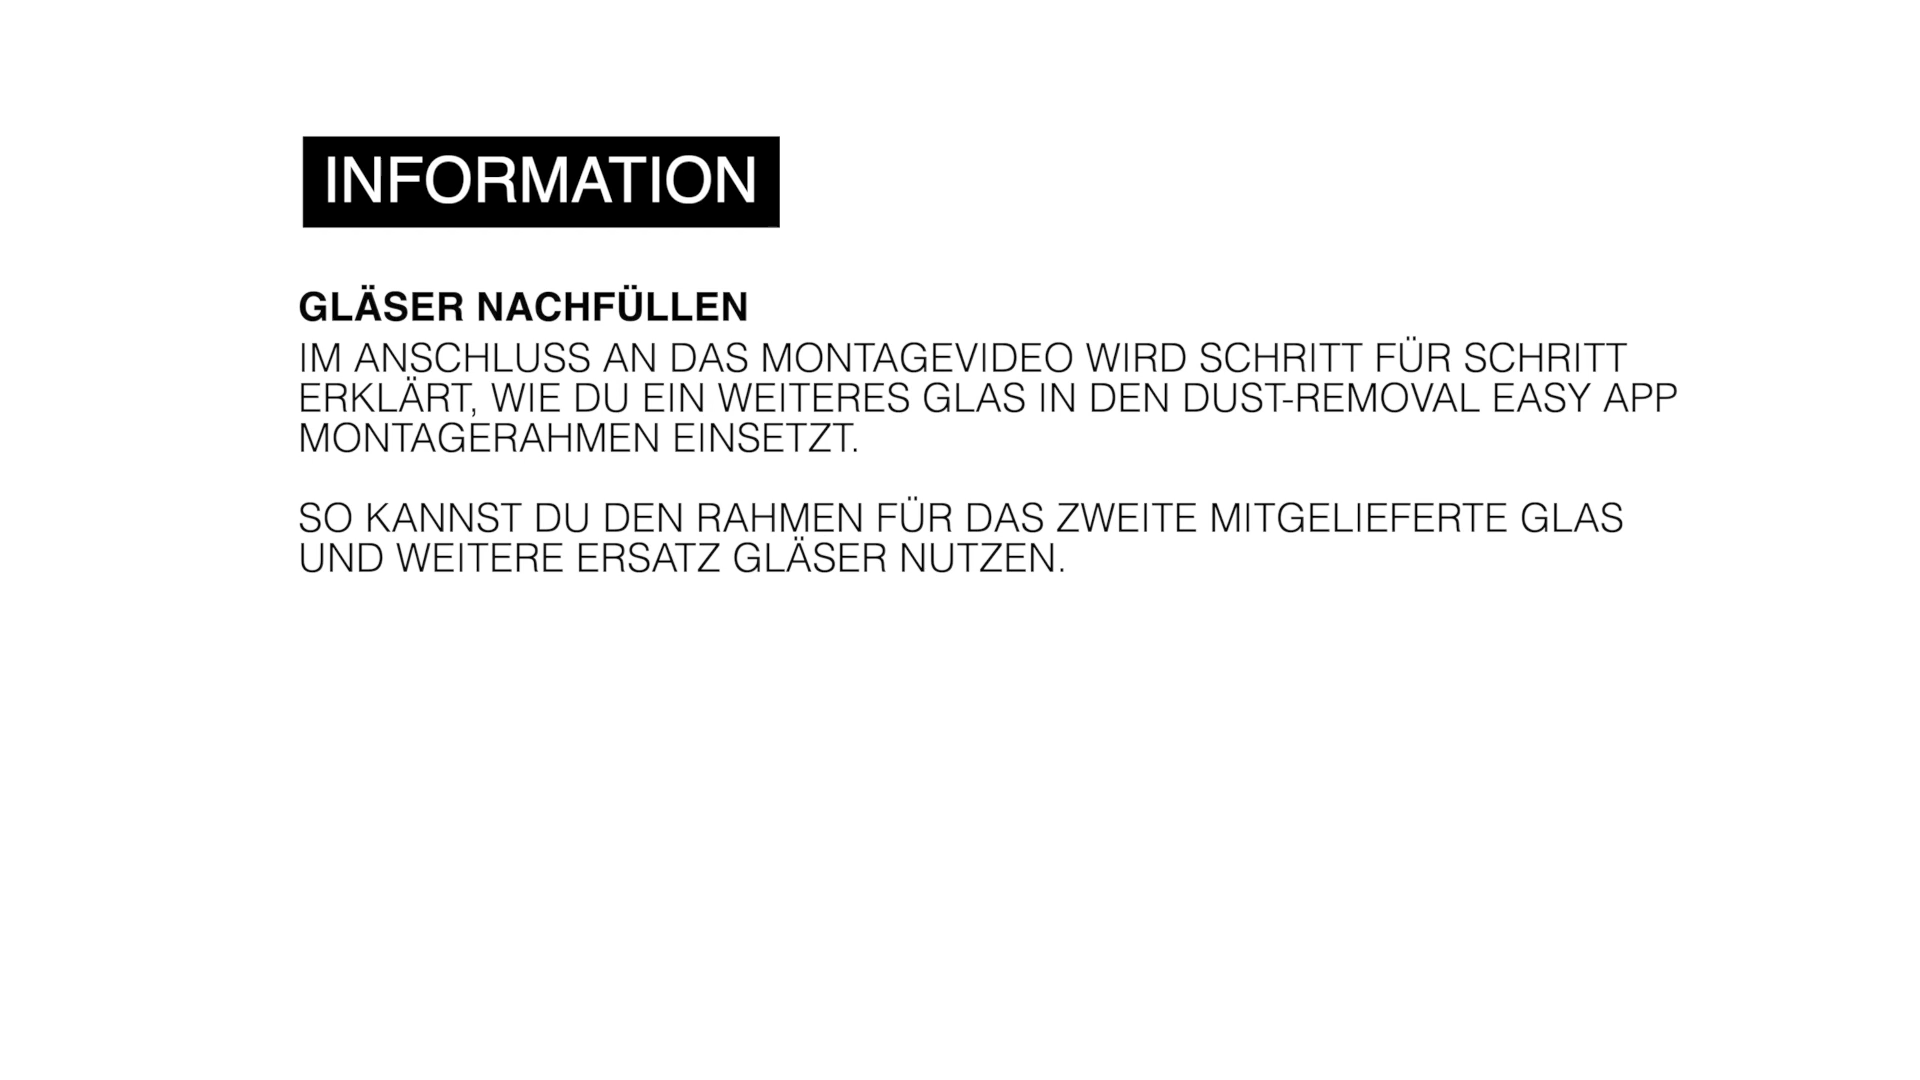 INFORMATION
GLÄSER NACHFÜLLEN
IM ANSCHLUSS AN DAS MONTAGEVIDEO WIRD SCHRITT FÜR SCHRITT
ERKLÄRT, WIE DU EIN WEITERES GLAS IN DEN DUST-REMOVAL EASY APP
MONTAGERAHMEN EINSETZT.
SO KANNST DU DEN RAHMEN FÜR DAS ZWEITE MITGELIEFERTE GLAS
UND WEITERE ERSATZ GLÄSER NUTZEN.